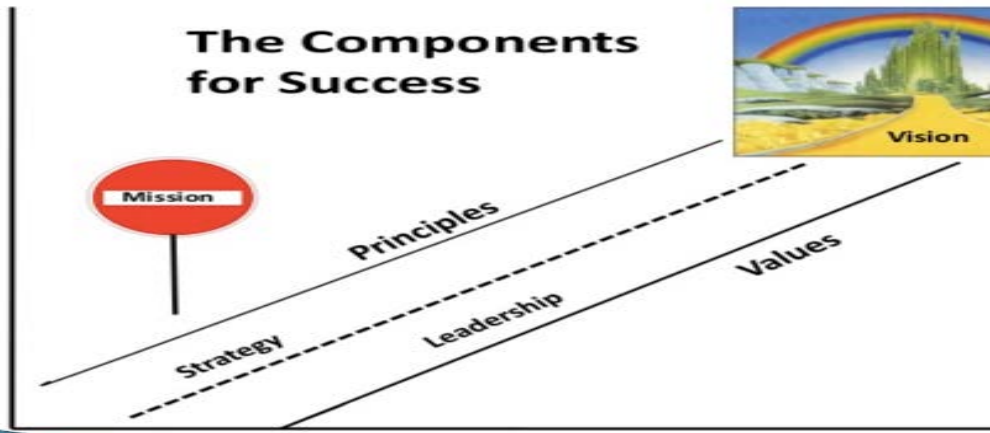 The Components
for Success
Vision
Mission
Principles
Values
Strategy
Leadership